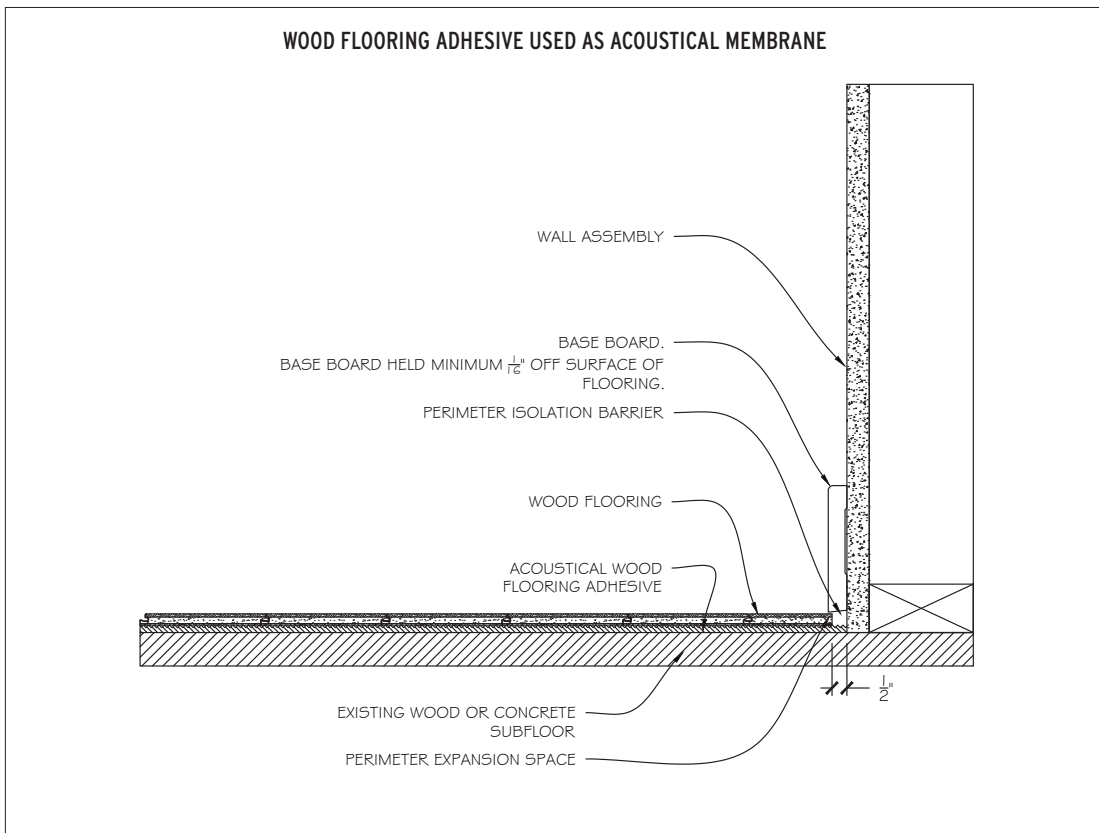 WOOD FLOORING ADHESIVE USED AS ACOUSTICAL MEMBRANE
WALL ASSEMBLY
BASE BOARD.
BASE BOARD HELD MINIMUM 1/16" OFF SURFACE OF
FLOORING.
PERIMETER ISOLATION BARRIER
WOOD FLOORING
ACOUSTICAL WOOD
FLOORING ADHESIVE
1/2"
EXISTING WOOD OR CONCRETE
SUBFLOOR
PERIMETER EXPANSION SPACE